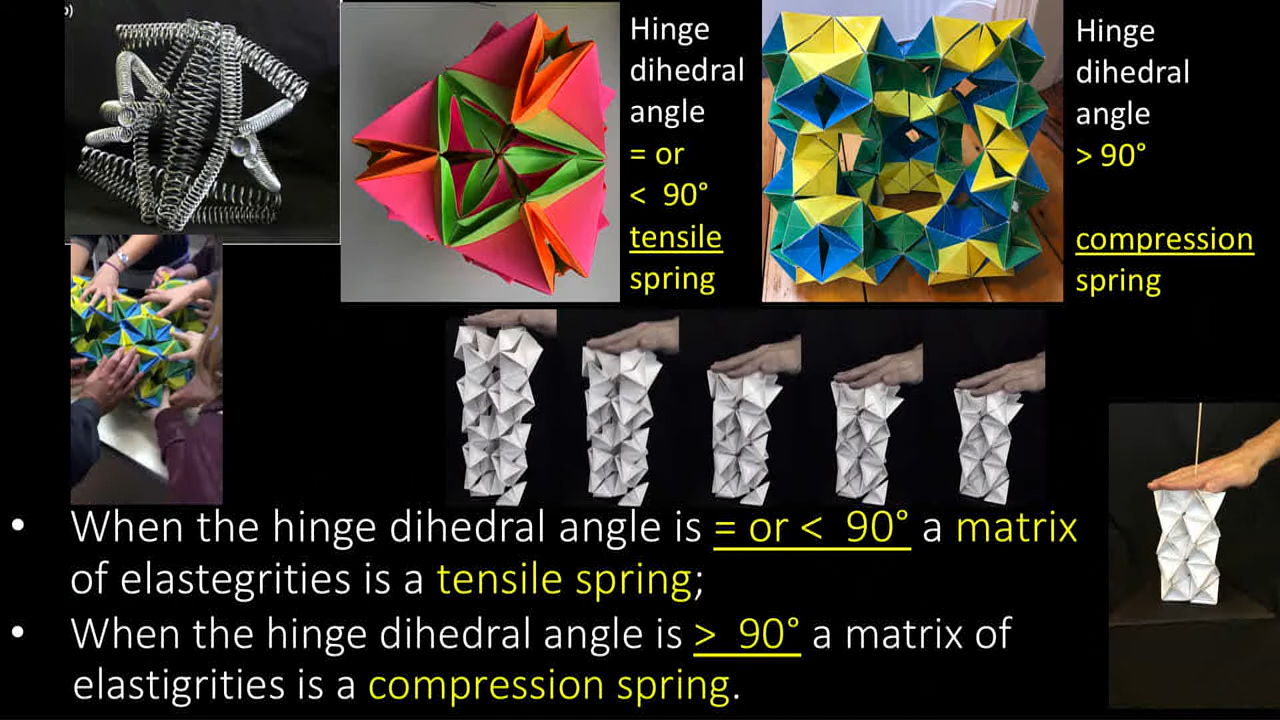 b)
Hinge
dihedral
angle
= or
< 90°
tensile
spring
Hinge
dihedral
angle
> 90°
compression
spring
• When the hinge dihedral angle is = or < 90° a matrix
of elastegrities is a tensile spring;
• When the hinge dihedral angle is > 90° a matrix of
elastigrities is a compression spring.